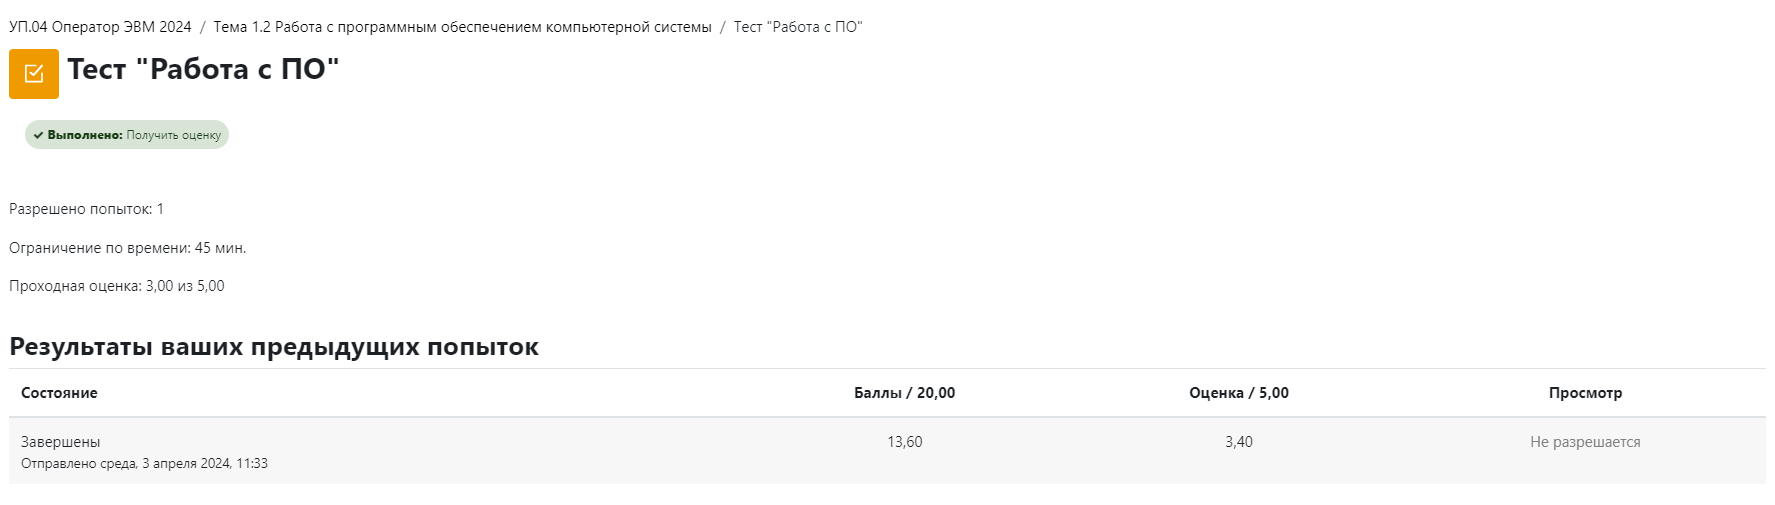 УП.04 Оператор ЭВМ 2024 / Тема 1.2 Работа с программным обеспечением компьютерной системы / Тест "Работа с ПО"
Тест "Работа с ПО"
Выполнено: Получить оценку
Разрешено попыток: 1
Ограничение по времени: 45 мин.
Проходная оценка: 3,00 из 5,00
Результаты ваших предыдущих попыток
Состояние Баллы / 20,00 Оценка / 5,00 Просмотр
Завершены 13,60 3,40 Не разрешается
Отправлено среда, 3 апреля 2024, 11:33